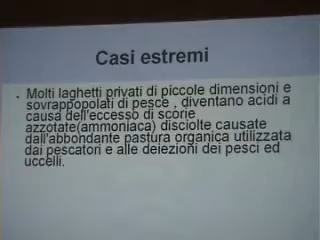 Casi estremi
. Molti laghetti privati di piccole dimensioni e
sovrappopolati di pesce , diventano acidi a
causa dell'eccesso di scorie
azzotate(ammoniaca) disciolte causate
dall'abbondante pastura organica utilizzata
dai pescatori e alle deiezioni dei pesci ed
uccelli.